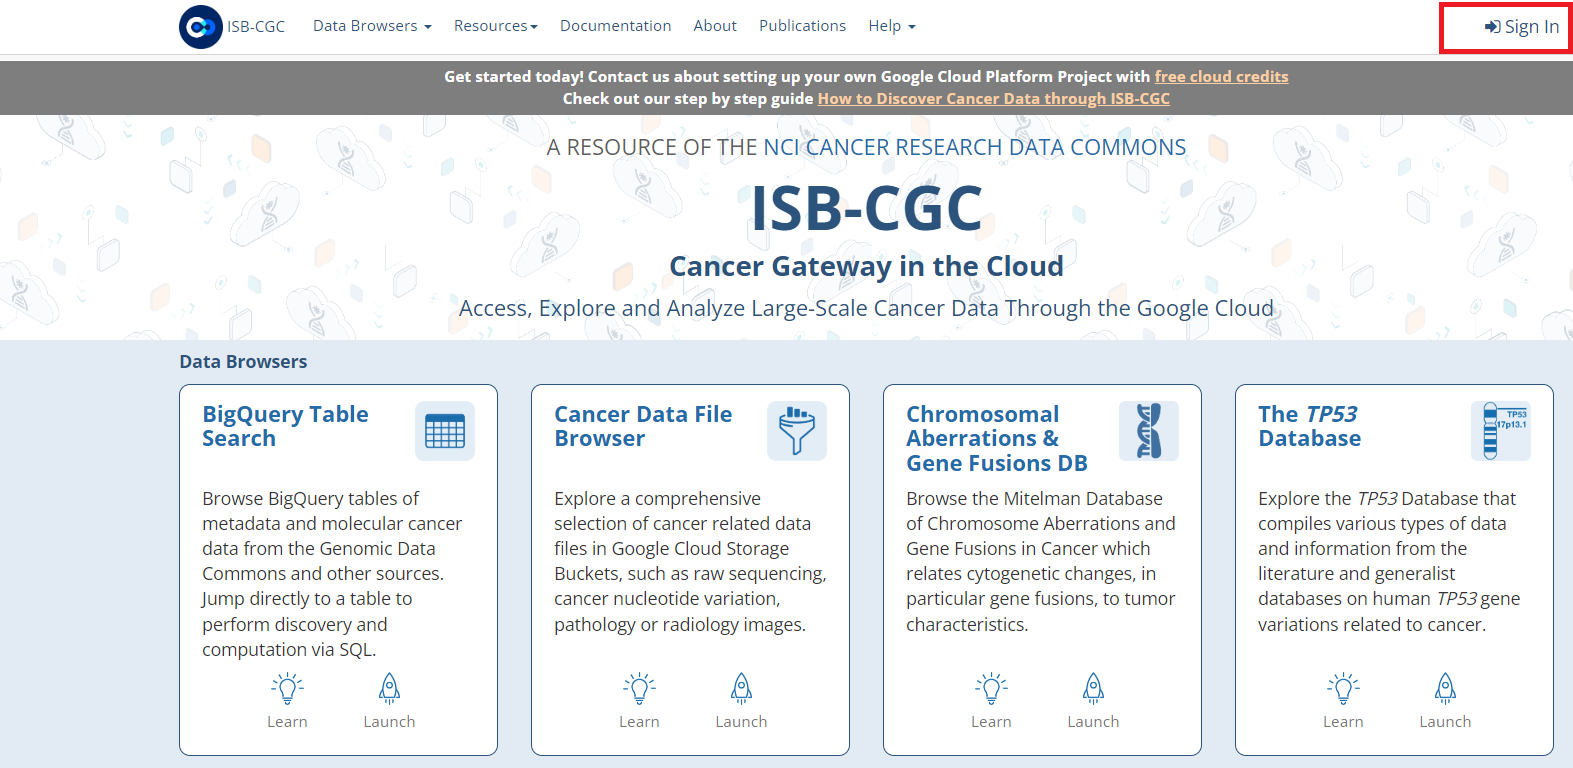 ISB-CGC Data Browsers Resources Documentation About Publications Help Sign In
Get started today! Contact us about setting up your own Google Cloud Platform Project with free cloud credits
Check out our step by step guide How to Discover Cancer Data through ISB-CGC
A RESOURCE OF THE NCI CANCER RESEARCH DATA COMMONS
ISB-CGC
Cancer Gateway in the Cloud
Access, Explore and Analyze Large-Scale Cancer Data Through the Google Cloud
Data Browsers
BigQuery Table
Search
Browse BigQuery tables of
metadata and molecular cancer
data from the Genomic Data
Commons and other sources.
Jump directly to a table to
perform discovery and
computation via SQL.
Learn Launch
Cancer Data File
Browser
Explore a comprehensive
selection of cancer related data
files in Google Cloud Storage
Buckets, such as raw sequencing,
cancer nucleotide variation,
pathology or radiology images.
Learn Launch
Chromosomal
Aberrations &
Gene Fusions DB
Browse the Mitelman Database
of Chromosome Aberrations and
Gene Fusions in Cancer which
relates cytogenetic changes, in
particular gene fusions, to tumor
characteristics.
Learn Launch
The TP53
Database
TP53
17p13.1
Explore the TP53 Database that
compiles various types of data
and information from the
literature and generalist
databases on human TP53 gene
variations related to cancer.
Learn Launch